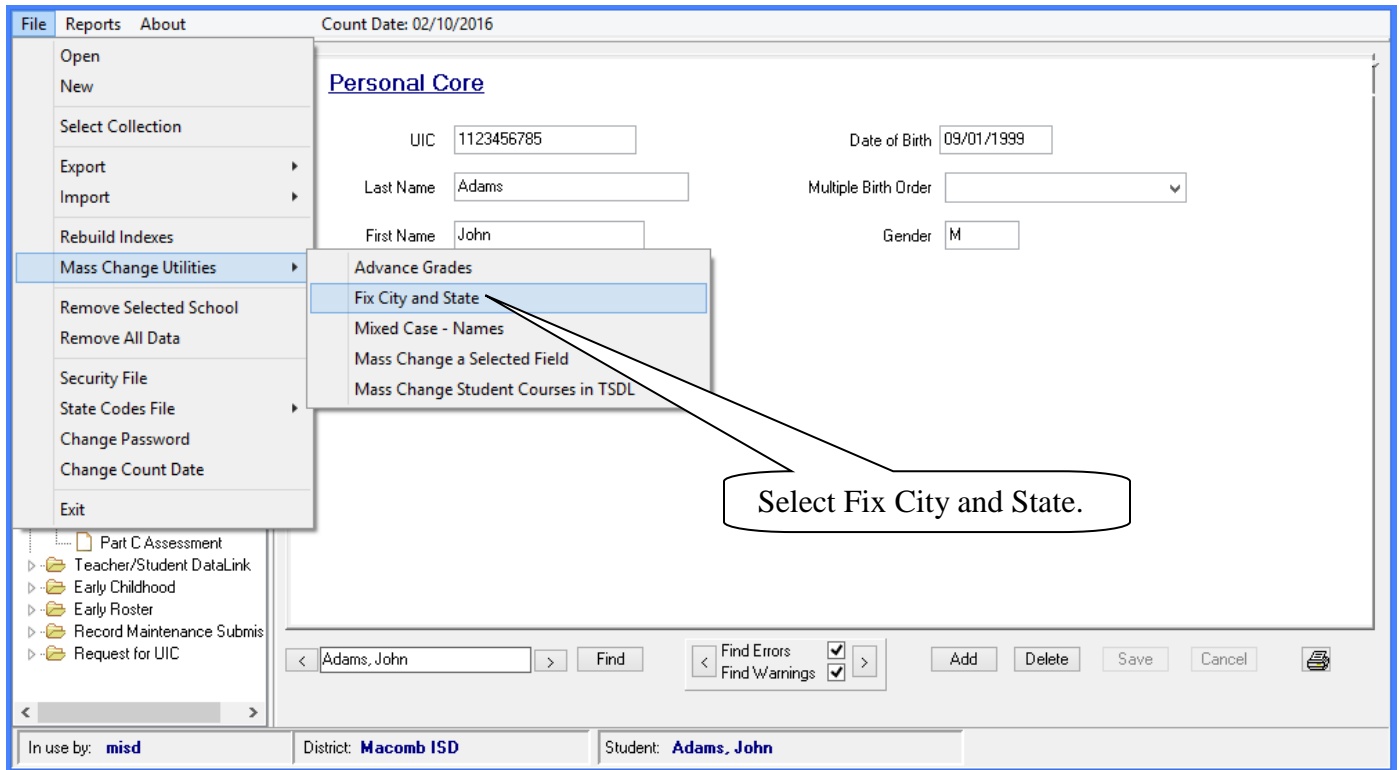 File Reports About Count Date: 02/10/2016
Open
New
Select Collection
Export
Import
Rebuild Indexes
Mass Change Utilities
Remove Selected School
Remove All Data
Security File
State Codes File
Change Password
Change Count Date
Exit
Personal Core
UIC 1123456785
Date of Birth 09/01/1999
Last Name Adams
Multiple Birth Order
First Name John
Gender M
Advance Grades
Fix City and State
Mixed Case - Names
Mass Change a Selected Field
Mass Change Student Courses in TSDL
Select Fix City and State.
Part C Assessment
Teacher/Student DataLink
Early Childhood
Early Roster
Record Maintenance Submis
Request for UIC
< Adams, John > Find
< Find Errors >
Find Warnings
Add Delete Save Cancel
In use by: misd District: Macomb ISD Student: Adams, John